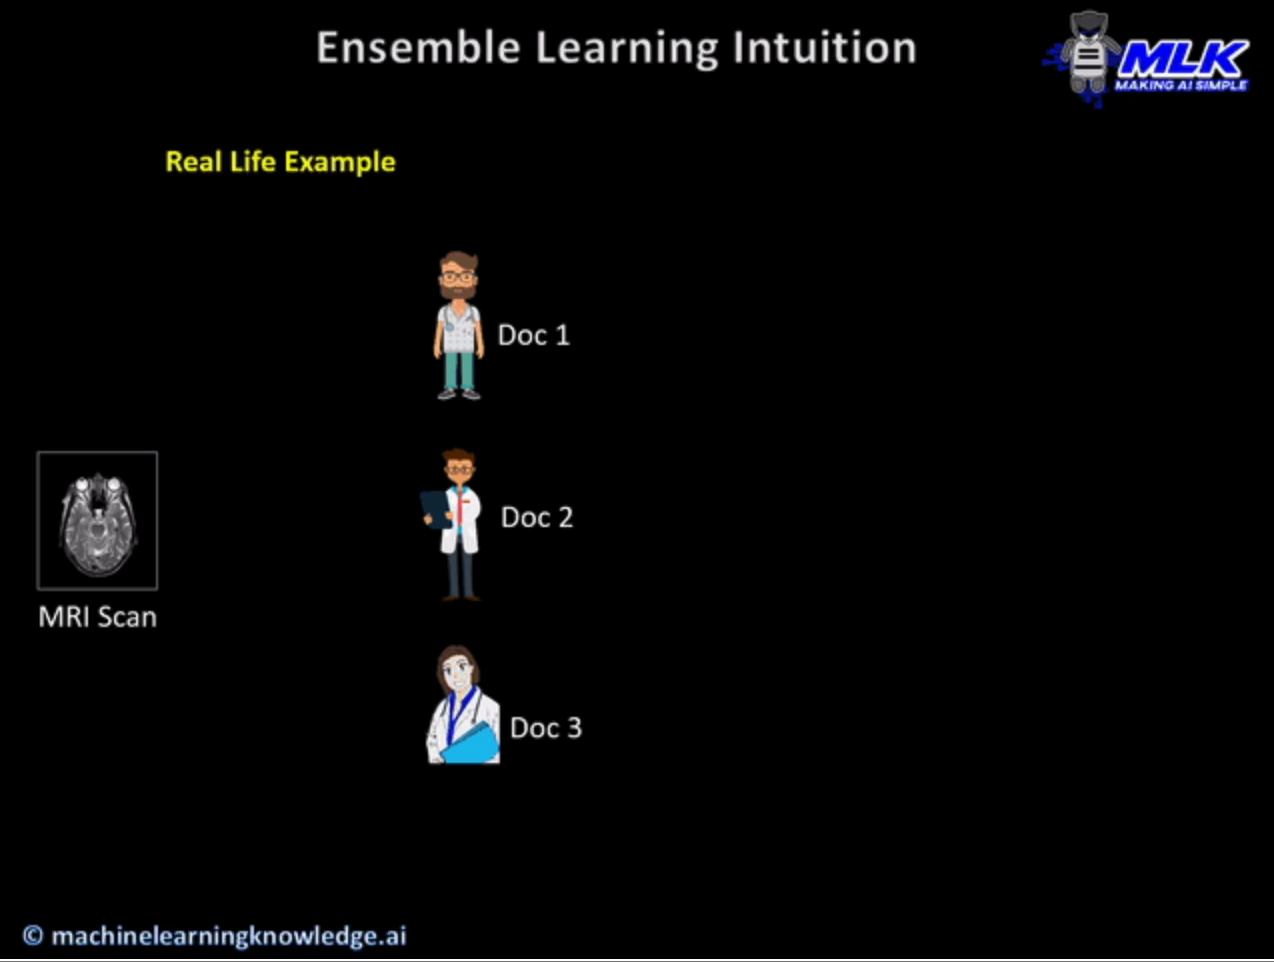 Ensemble Learning Intuition
MLK
MAKING AI SIMPLE
Real Life Example
Doc 1
Doc 2
MRI Scan
Doc 3
© machinelearningknowledge.ai